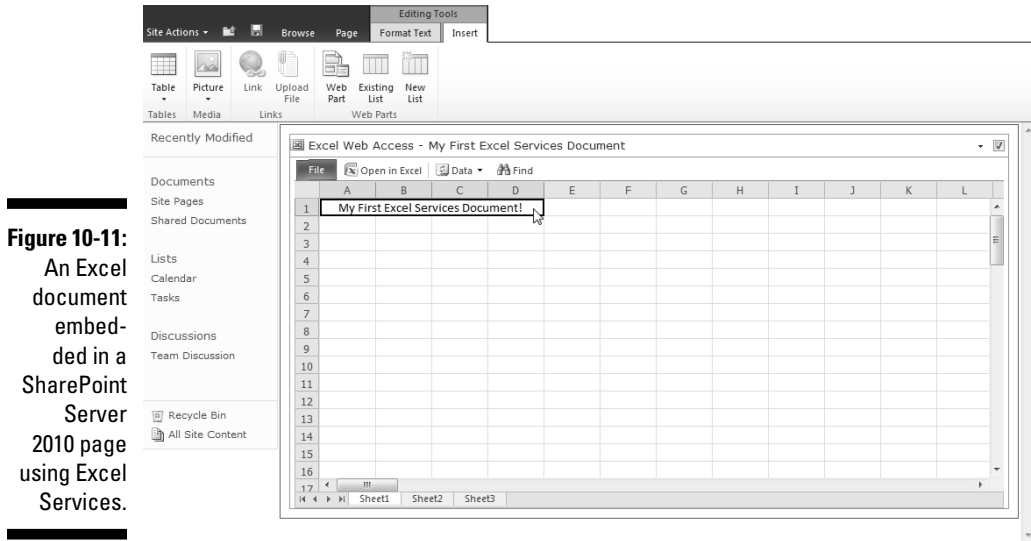 Editing Tools
Site Actions Browse Page Format Text Insert
Table Picture Link Upload File Web Part Existing List New List
Tables Media Links Web Parts
Recently Modified
Documents
Site Pages
Shared Documents
Lists
Calendar
Tasks
Discussions
Team Discussion
Recycle Bin
All Site Content
Excel Web Access - My First Excel Services Document
File Open in Excel Data Find
A B C D E F G H I J K L
1 My First Excel Services Document!
2
3
4
5
6
7
8
9
10
11
12
13
14
15
16
17
Sheet1 Sheet2 Sheet3
Figure 10-11:
An Excel
document
embed-
ded in a
SharePoint
Server
2010 page
using Excel
Services.